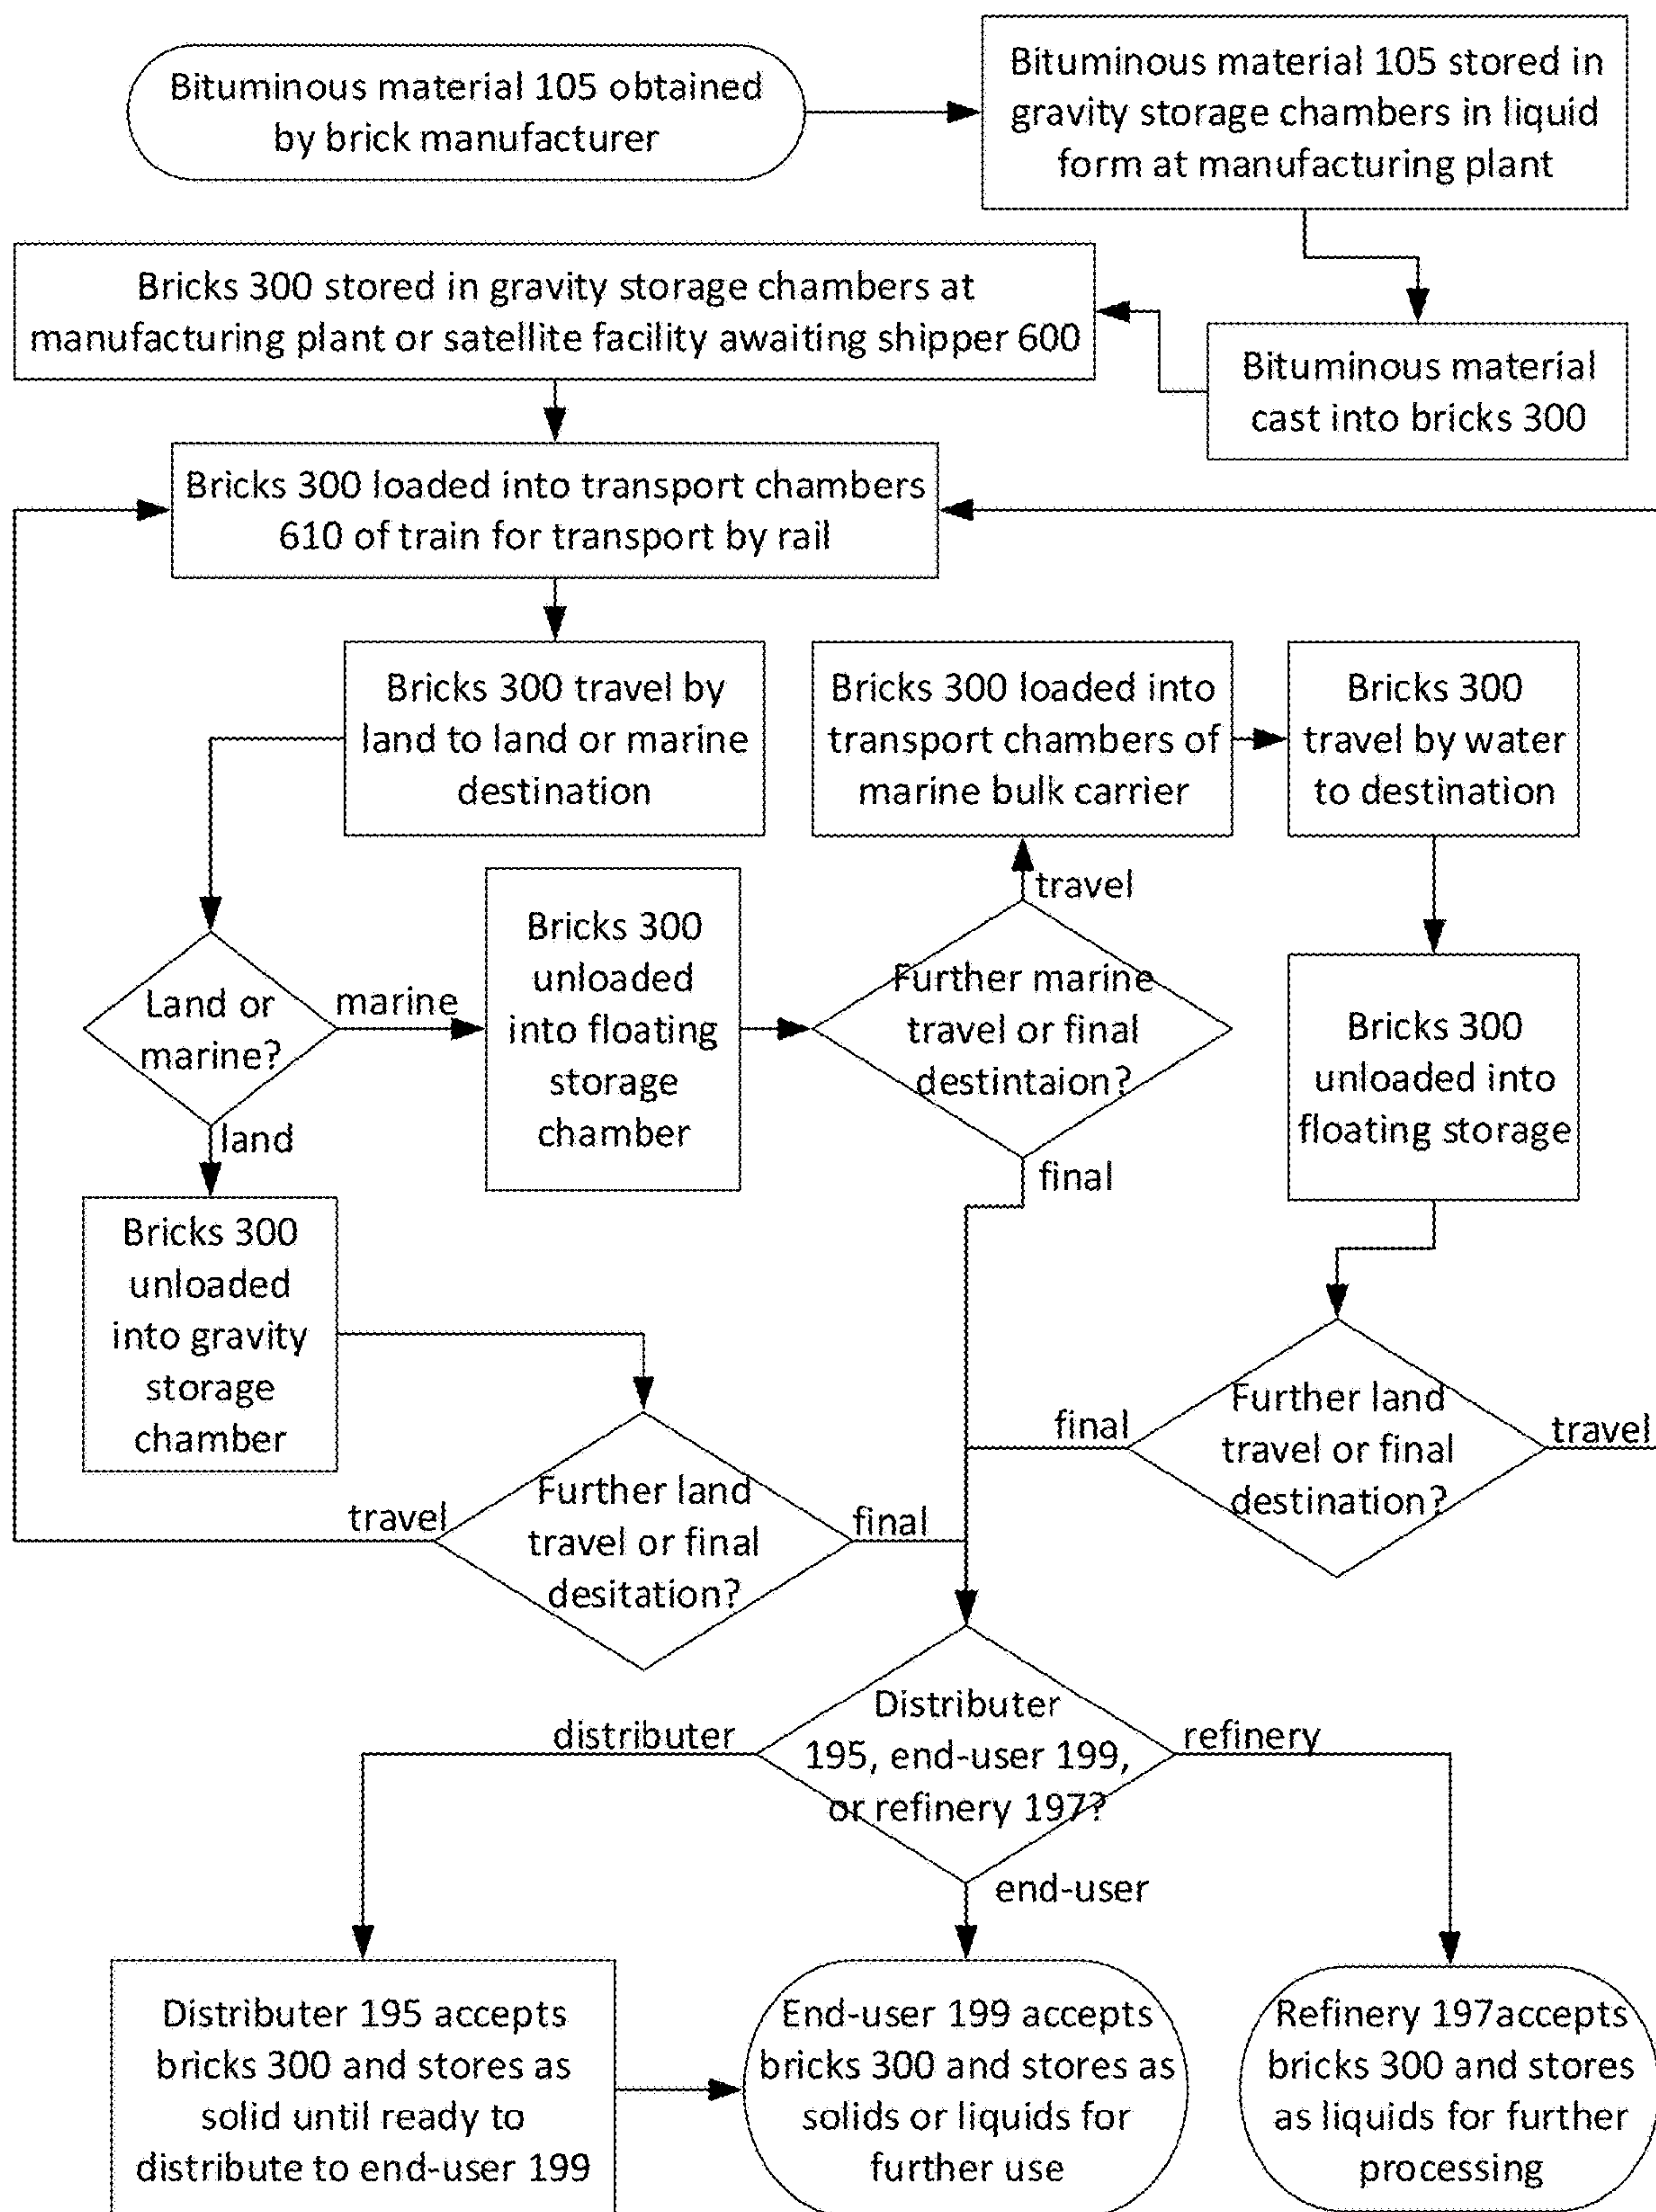 Bituminous material 105 obtained
by brick manufacturer
Bituminous material 105 stored in
gravity storage chambers in liquid
form at manufacturing plant
Bricks 300 stored in gravity storage chambers at
manufacturing plant or satellite facility awaiting shipper 600
Bituminous material
cast into bricks 300
Bricks 300 loaded into transport chambers
610 of train for transport by rail
Bricks 300 travel by
land to land or marine
destination
Bricks 300 loaded into
transport chambers of
marine bulk carrier
Bricks 300
travel by water
to destination
travel
Land or
marine?
marine
land
Bricks 300
unloaded
into floating
storage
chamber
Further marine
travel or final
destintaion?
final
Bricks 300
unloaded into
floating storage
Bricks 300
unloaded
into gravity
storage
chamber
Further land
travel or final
destination?
final
travel
Further land
travel or final
desitation?
travel
final
Distributer
195, end-user 199,
or refinery 197?
distributer
refinery
end-user
Distributer 195 accepts
bricks 300 and stores as
solid until ready to
distribute to end-user 199
End-user 199 accepts
bricks 300 and stores as
solids or liquids for
further use
Refinery 197accepts
bricks 300 and stores
as liquids for further
processing